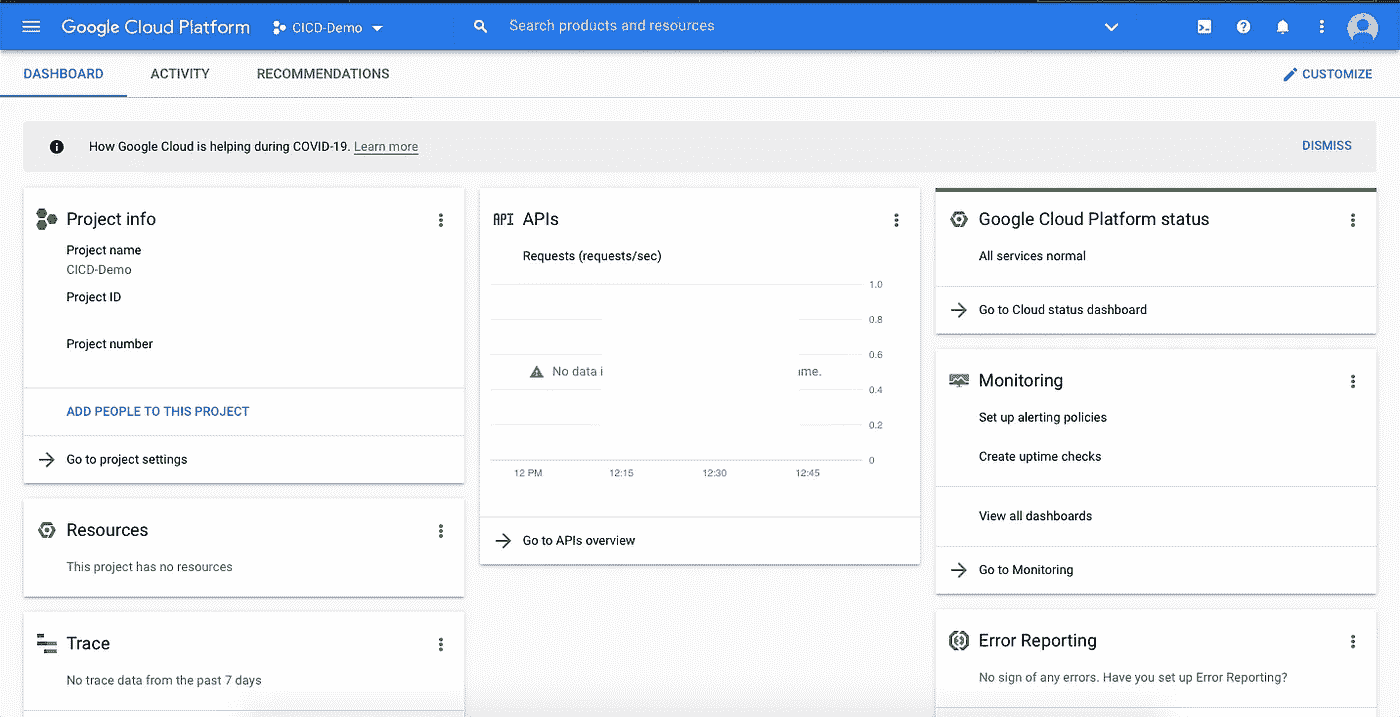 Google Cloud Platform
CICD-Demo
Search products and resources
DASHBOARD
ACTIVITY
RECOMMENDATIONS
CUSTOMIZE
How Google Cloud is helping during COVID-19. Learn more
DISMISS
Project info
Project name
CICD-Demo
Project ID
Project number
ADD PEOPLE TO THIS PROJECT
Go to project settings
Resources
This project has no resources
Trace
No trace data from the past 7 days
API APIs
Requests (requests/sec)
1.0
0.8
0.6
No data
0.4
0.2
0
12 PM
12:15
12:30
12:45
Go to APIs overview
Google Cloud Platform status
All services normal
Go to Cloud status dashboard
Monitoring
Set up alerting policies
Create uptime checks
View all dashboards
Go to Monitoring
Error Reporting
No sign of any errors. Have you set up Error Reporting?